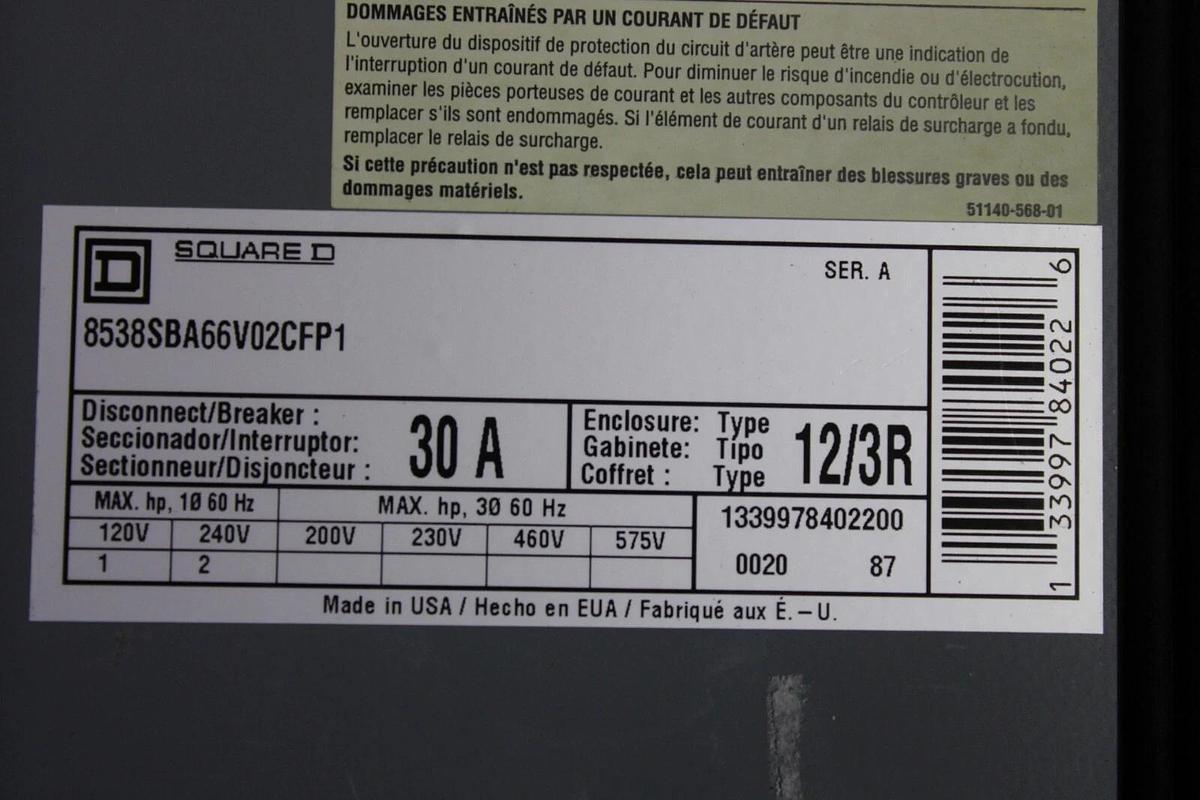 DOMMAGES ENTRAÎNÉS PAR UN COURANT DE DÉFAUT
L'ouverture du dispositif de protection du circuit d'artère peut être une indication de
l'interruption d'un courant de défaut. Pour diminuer le risque d'incendie ou d'électrocution,
examiner les pièces porteuses de courant et les autres composants du contrôleur et les
remplacer s'ils sont endommagés. Si l'élément de courant d'un relais de surcharge a fondu,
remplacer le relais de surcharge.
Si cette précaution n'est pas respectée, cela peut entraîner des blessures graves ou des
dommages matériels.
51140-568-01
D SQUARE D
SER. A
8538SBA66V02CFP1
Disconnect/Breaker :
Seccionador/Interruptor:
Sectionneur/Disjoncteur :
30 A
Enclosure: Type
Gabinete: Tipo
Coffret : Type
12/3R
MAX. hp, 1Ø 60 Hz MAX. hp, 3Ø 60 Hz
120V 240V 200V 230V 460V 575V
1 2
1339978402200
0020 87
1 33997 84022 6
Made in USA / Hecho en EUA / Fabriqué aux É. – U.